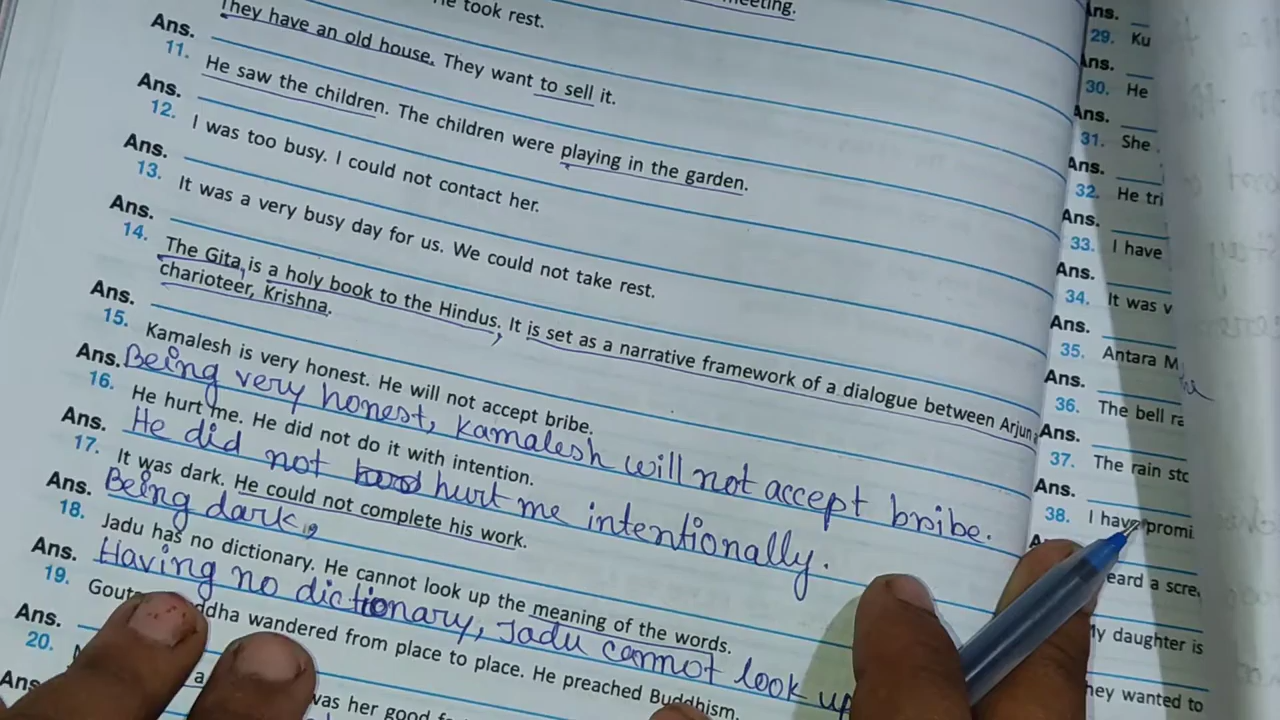 meeting.
He took rest.
Ans.
They have an old house. They want to sell it.
11. He saw the children. The children were playing in the garden.
Ans.
12. I was too busy. I could not contact her.
Ans.
13. It was a very busy day for us. We could not take rest.
Ans.
14. The Gita, is a holy book to the Hindus, It is set as a narrative framework of a dialogue between Arjun
charioteer, Krishna.
Ans.
15. Kamalesh is very honest. He will not accept bribe.
Ans. Being very honest, Kamalesh will not accept bribe.
16. He hurt me. He did not do it with intention.
Ans. He did not hurt me intentionally.
17. It was dark. He could not complete his work.
Ans. Being dark,
18. Jadu has no dictionary. He cannot look up the meaning of the words.
Ans. Having no dictionary, Jadu cannot look up
19. wandered from place to place. He preached Buddhism.
Ans.
20. was her good
Ans.
Ans.
29. Ku
Ans.
30. He
Ans.
31. She
Ans.
32. He tri
Ans.
33. I have
Ans.
34. It was v
Ans.
35. Antara M
Ans.
36. The bell ra
Ans.
37. The rain sto
Ans.
38. I have promi
eard a scre
My daughter is
hey wanted to